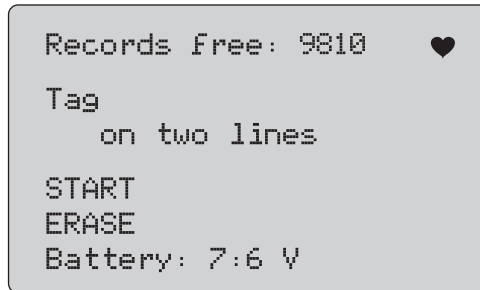 Records free: 9810 ♥
Tag
on two lines
START
ERASE
Battery: 7:6 V